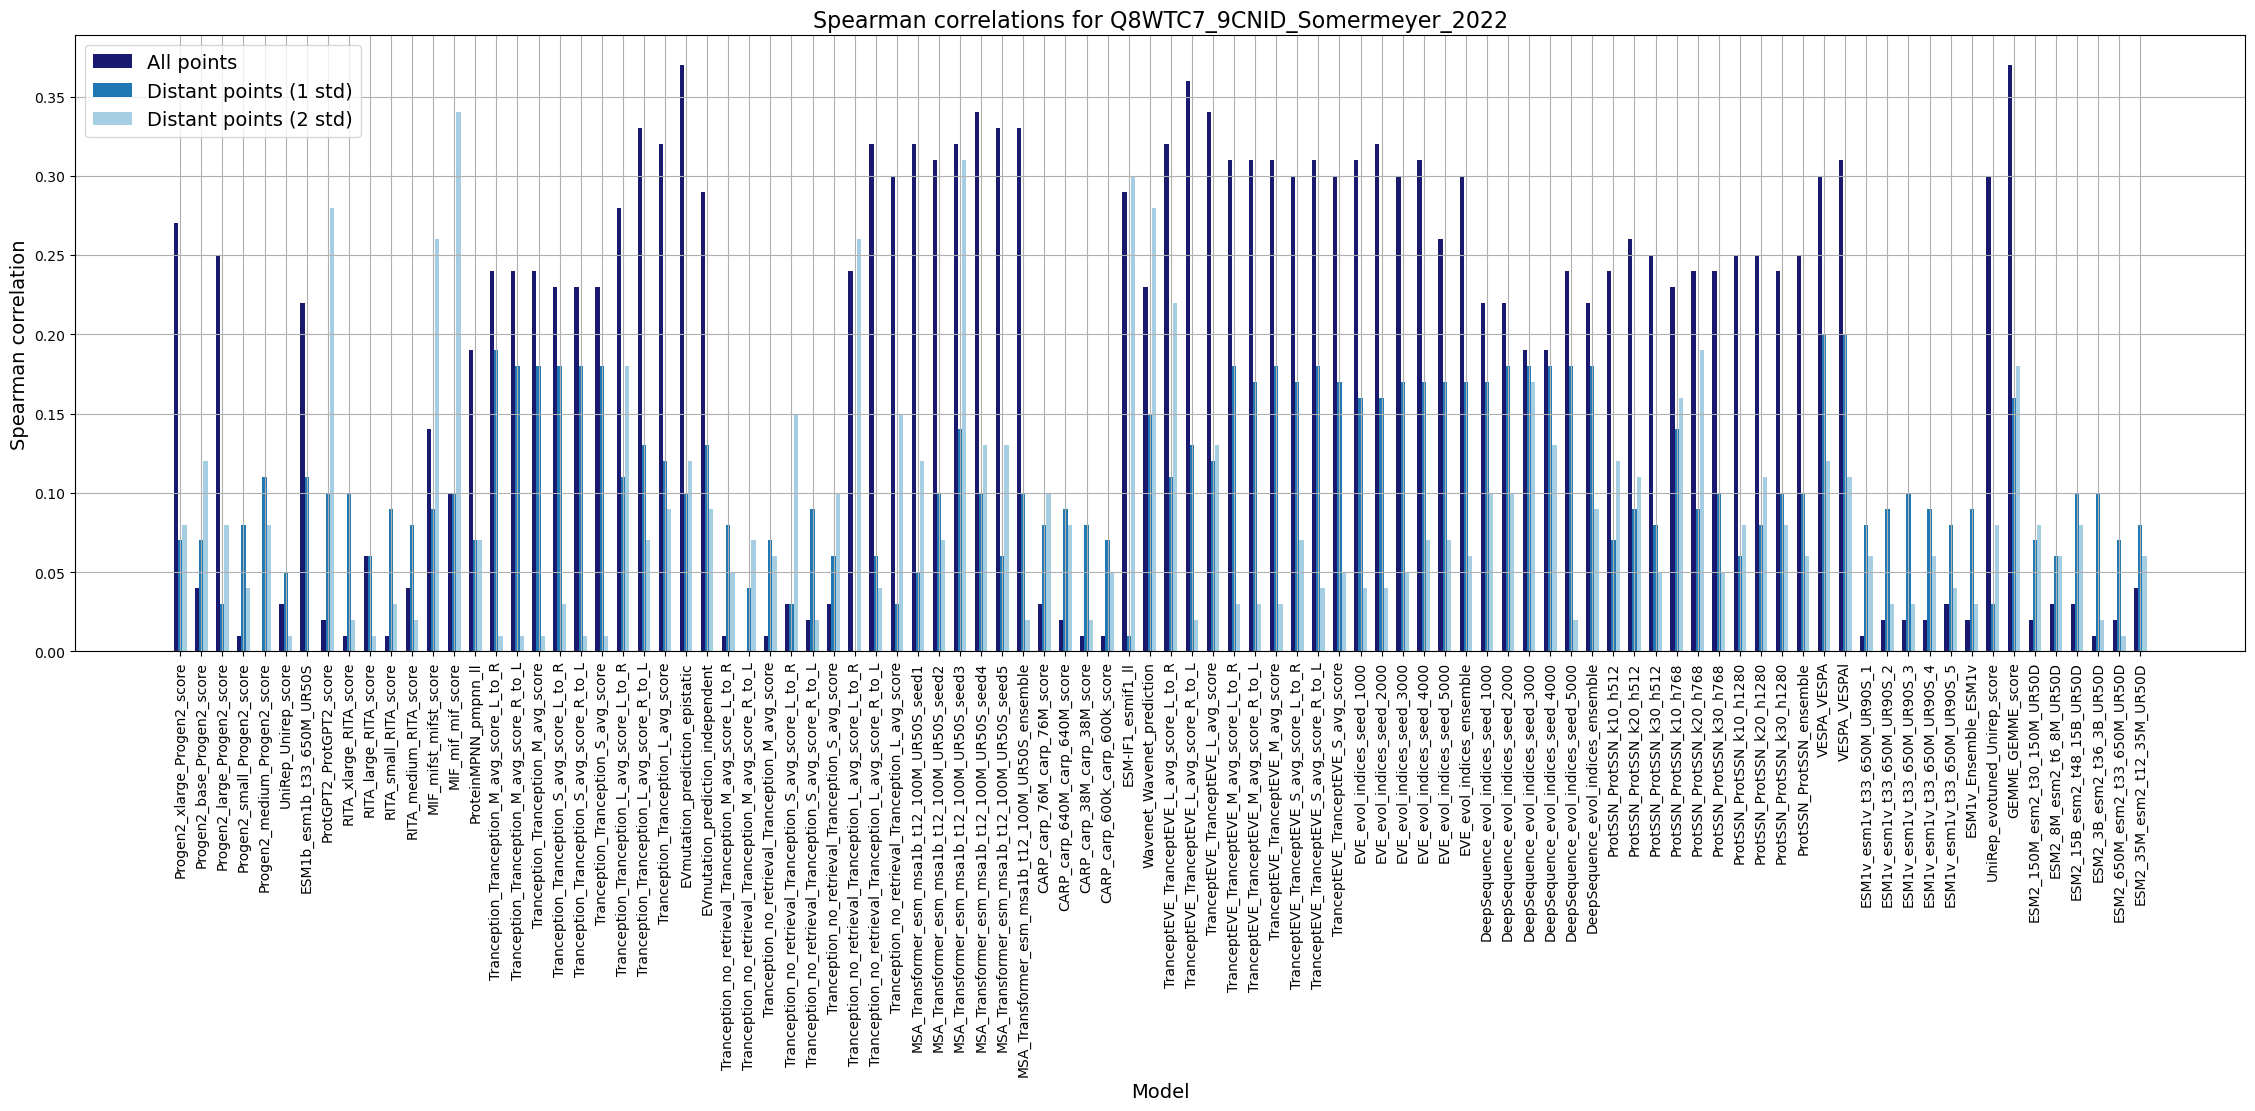 Spearman correlations for Q8WTC7_9CNID_Somermeyer_2022
All points
Distant points (1 std)
Distant points (2 std)
Spearman correlation
0.35
0.30
0.25
0.20
0.15
0.10
0.05
0.00
Progen2_xlarge_Progen2_score
Progen2_base_Progen2_score
Progen2_large_Progen2_score
Progen2_small_Progen2_score
Progen2_medium_Progen2_score
UniRep_Unirep_score
ESM1b_esm1b_t33_650M_UR50S
ProtGPT2_ProtGPT2_score
RITA_xlarge_RITA_score
RITA_large_RITA_score
RITA_small_RITA_score
RITA_medium_RITA_score
MIF_mifst_mifst_score
MIF_mif_mif_score
ProteinMPNN_pmpnn_ll
Tranception_Tranception_M_avg_score_L_to_R
Tranception_Tranception_M_avg_score_R_to_L
Tranception_Tranception_M_avg_score
Tranception_Tranception_S_avg_score_L_to_R
Tranception_Tranception_S_avg_score_R_to_L
Tranception_Tranception_S_avg_score
Tranception_Tranception_L_avg_score_L_to_R
Tranception_Tranception_L_avg_score_R_to_L
Tranception_Tranception_L_avg_score
EVmutation_prediction_epistatic
EVmutation_prediction_independent
Tranception_no_retrieval_Tranception_M_avg_score_L_to_R
Tranception_no_retrieval_Tranception_M_avg_score_R_to_L
Tranception_no_retrieval_Tranception_M_avg_score
Tranception_no_retrieval_Tranception_S_avg_score_L_to_R
Tranception_no_retrieval_Tranception_S_avg_score_R_to_L
Tranception_no_retrieval_Tranception_S_avg_score
Tranception_no_retrieval_Tranception_L_avg_score_L_to_R
Tranception_no_retrieval_Tranception_L_avg_score_R_to_L
Tranception_no_retrieval_Tranception_L_avg_score
MSA_Transformer_esm_msa1b_t12_100M_UR50S_seed1
MSA_Transformer_esm_msa1b_t12_100M_UR50S_seed2
MSA_Transformer_esm_msa1b_t12_100M_UR50S_seed3
MSA_Transformer_esm_msa1b_t12_100M_UR50S_seed4
MSA_Transformer_esm_msa1b_t12_100M_UR50S_seed5
MSA_Transformer_esm_msa1b_t12_100M_UR50S_ensemble
CARP_carp_76M_carp_76M_score
CARP_carp_640M_carp_640M_score
CARP_carp_38M_carp_38M_score
CARP_carp_600k_carp_600k_score
ESM-IF1_esmif1_ll
Wavenet_Wavenet_prediction
TranceptEVE_TranceptEVE_L_avg_score_L_to_R
TranceptEVE_TranceptEVE_L_avg_score_R_to_L
TranceptEVE_TranceptEVE_L_avg_score
TranceptEVE_TranceptEVE_M_avg_score_L_to_R
TranceptEVE_TranceptEVE_M_avg_score_R_to_L
TranceptEVE_TranceptEVE_M_avg_score
TranceptEVE_TranceptEVE_S_avg_score_L_to_R
TranceptEVE_TranceptEVE_S_avg_score_R_to_L
TranceptEVE_TranceptEVE_S_avg_score
EVE_evol_indices_seed_1000
EVE_evol_indices_seed_2000
EVE_evol_indices_seed_3000
EVE_evol_indices_seed_4000
EVE_evol_indices_seed_5000
EVE_evol_indices_ensemble
DeepSequence_evol_indices_seed_1000
DeepSequence_evol_indices_seed_2000
DeepSequence_evol_indices_seed_3000
DeepSequence_evol_indices_seed_4000
DeepSequence_evol_indices_seed_5000
DeepSequence_evol_indices_ensemble
ProtSSN_ProtSSN_k10_h512
ProtSSN_ProtSSN_k20_h512
ProtSSN_ProtSSN_k30_h512
ProtSSN_ProtSSN_k10_h768
ProtSSN_ProtSSN_k20_h768
ProtSSN_ProtSSN_k30_h768
ProtSSN_ProtSSN_k10_h1280
ProtSSN_ProtSSN_k20_h1280
ProtSSN_ProtSSN_k30_h1280
ProtSSN_ProtSSN_ensemble
VESPA_VESPA
VESPA_VESPAl
ESM1v_esm1v_t33_650M_UR90S_1
ESM1v_esm1v_t33_650M_UR90S_2
ESM1v_esm1v_t33_650M_UR90S_3
ESM1v_esm1v_t33_650M_UR90S_4
ESM1v_esm1v_t33_650M_UR90S_5
ESM1v_Ensemble_ESM1v
UniRep_evotuned_Unirep_score
GEMME_GEMME_score
ESM2_150M_esm2_t30_150M_UR50D
ESM2_8M_esm2_t6_8M_UR50D
ESM2_15B_esm2_t48_15B_UR50D
ESM2_3B_esm2_t36_3B_UR50D
ESM2_650M_esm2_t33_650M_UR50D
ESM2_35M_esm2_t12_35M_UR50D
Model